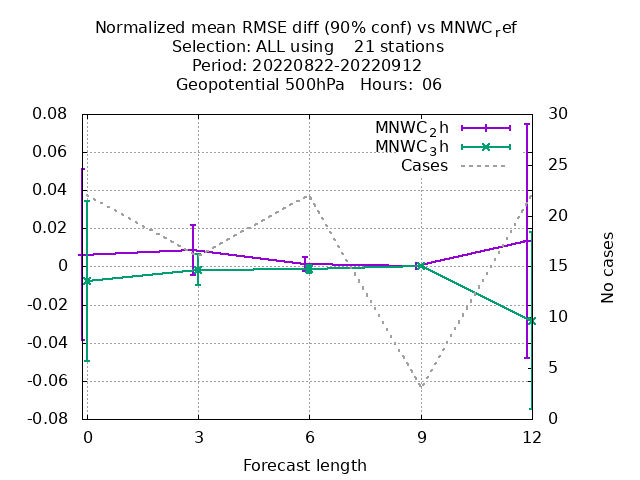 Normalized mean RMSE diff (90% conf) vs MNWC_ref
Selection: ALL using    21 stations
Period: 20220822-20220912
Geopotential 500hPa   Hours:  06
MNWC_2h
MNWC_3h
Cases
0.08
0.06
0.04
0.02
0
-0.02
-0.04
-0.06
-0.08
30
25
20
15
10
5
0
No cases
0 3 6 9 12
Forecast length